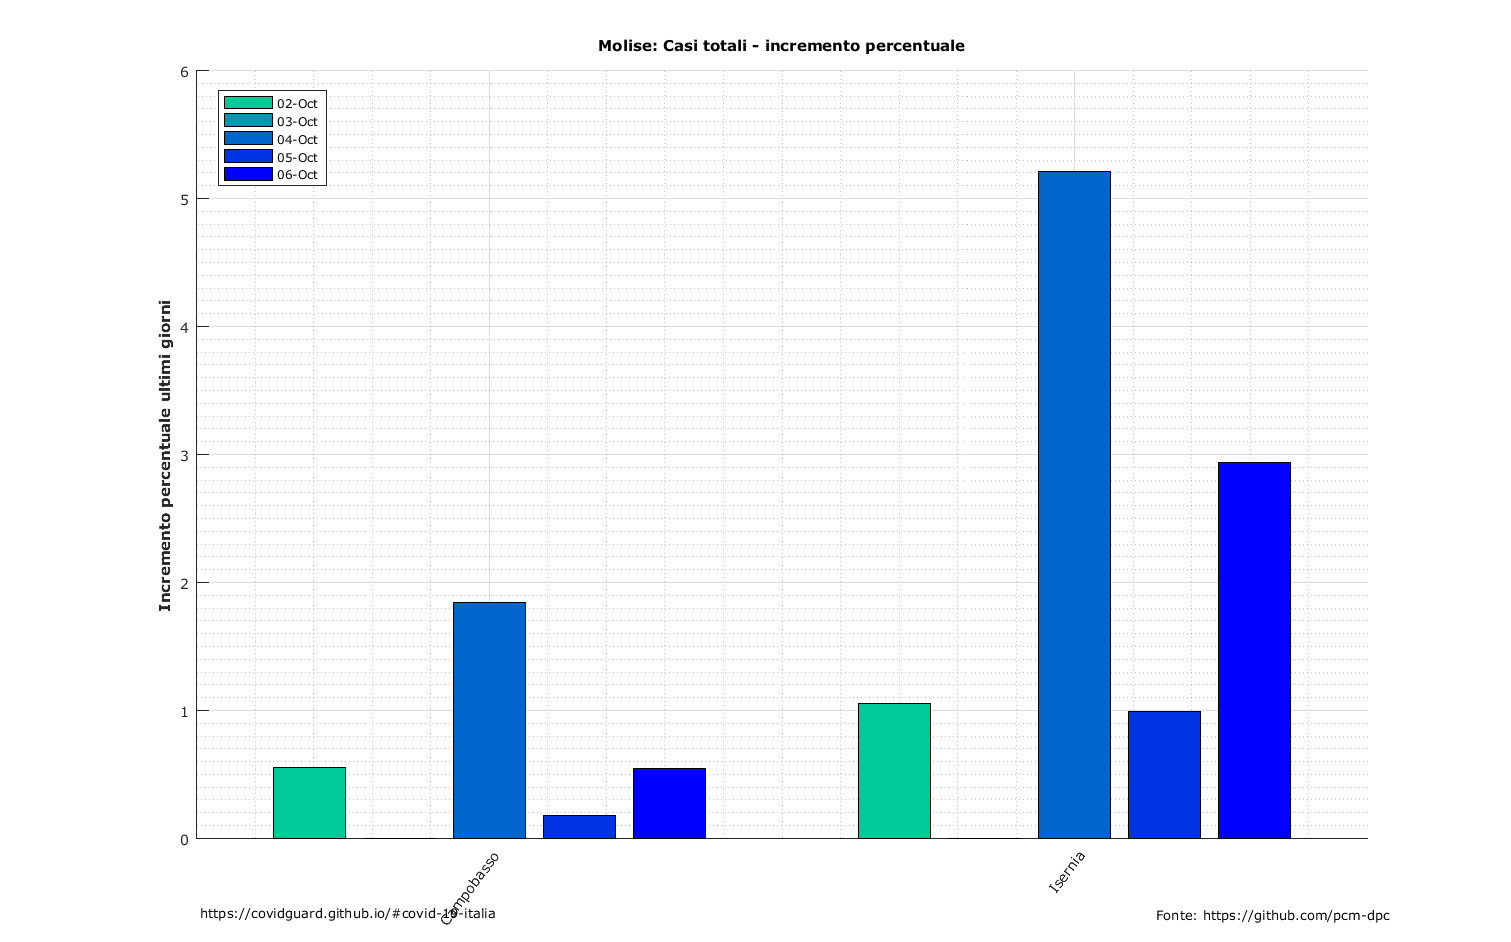 Molise: Casi totali - incremento percentuale
6
5
4
3
2
1
0
Incremento percentuale ultimi giorni
02-Oct
03-Oct
04-Oct
05-Oct
06-Oct
Campobasso
Isernia
https://covidguard.github.io/#covid-19-italia
Fonte: https://github.com/pcm-dpc